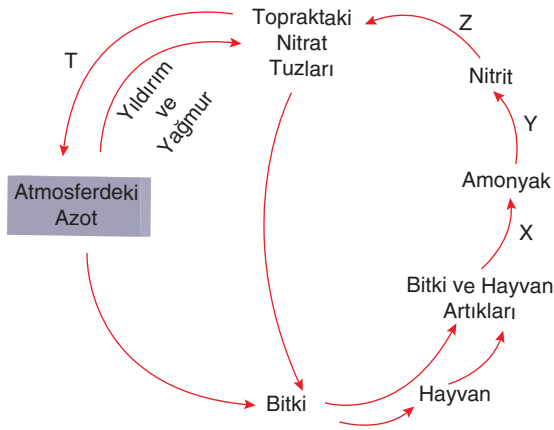 Topraktaki
Nitrat
Tuzları
T
Yıldırım
ve
Yağmur
Z
Nitrit
Y
Amonyak
X
Atmosferdeki
Azot
Bitki ve Hayvan
Artıkları
Hayvan
Bitki